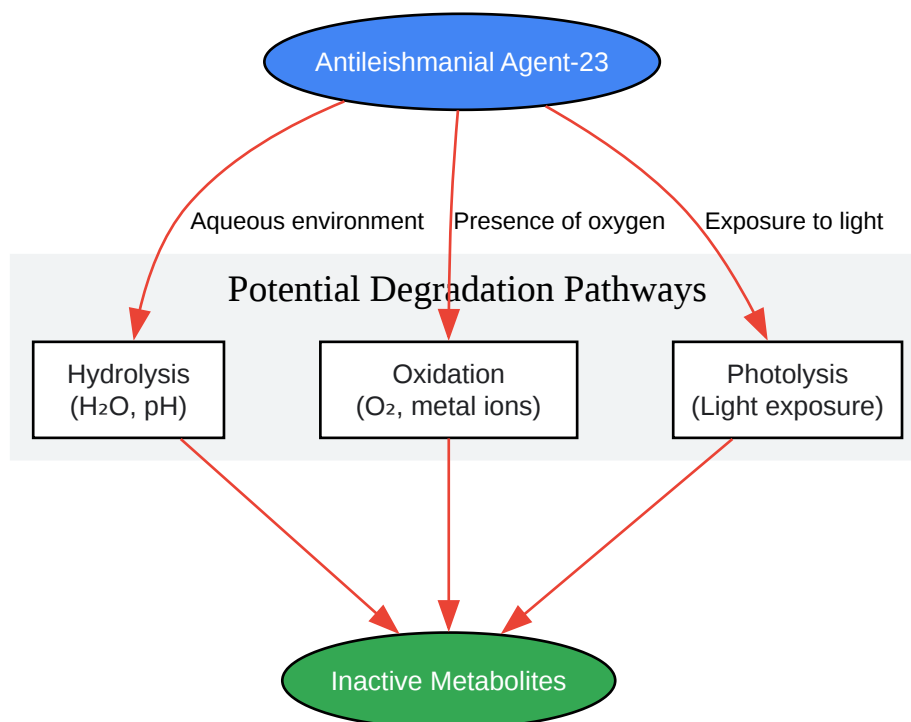 Antileishmanial Agent-23
Aqueous environment
Presence of oxygen
Exposure to light
Potential Degradation Pathways
Hydrolysis
(H₂O, pH)
Oxidation
(O₂, metal ions)
Photolysis
(Light exposure)
Inactive Metabolites